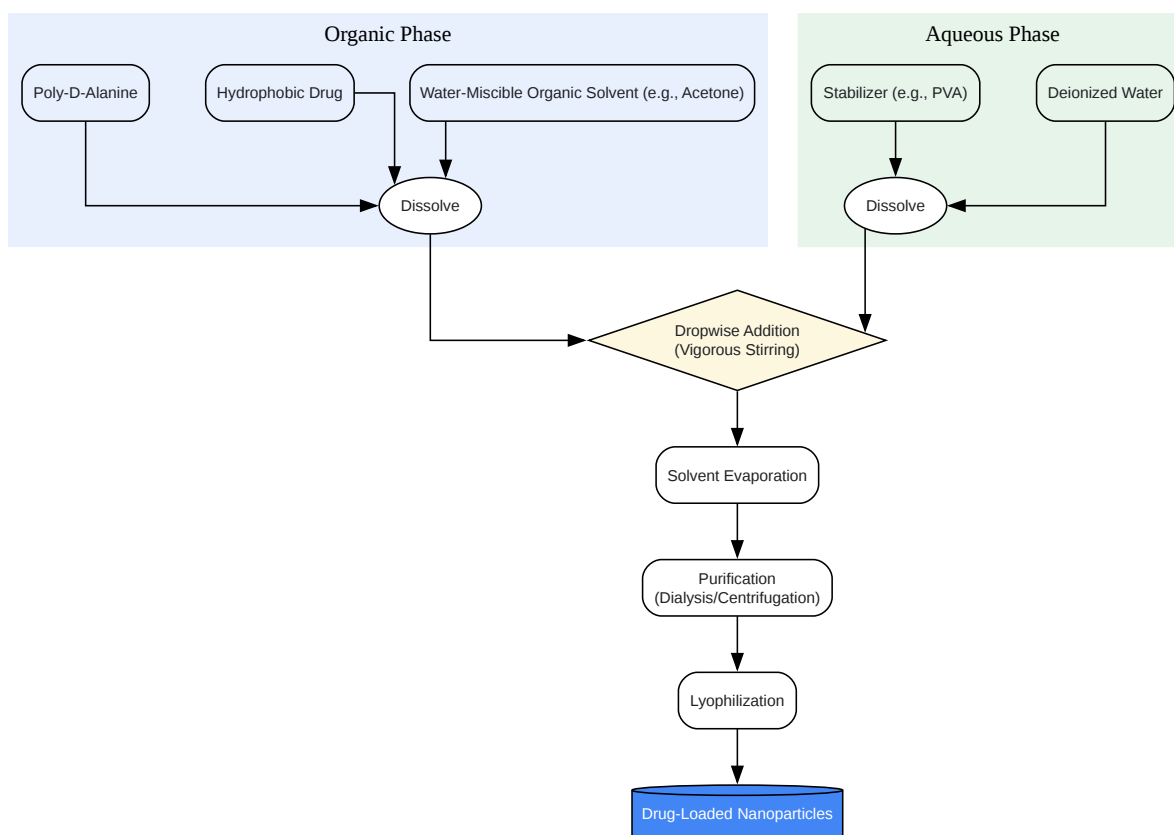 Organic Phase
Aqueous Phase
Poly-D-Alanine
Hydrophobic Drug
Water-Miscible Organic Solvent (e.g., Acetone)
Stabilizer (e.g., PVA)
Deionized Water
Dissolve
Dissolve
Dropwise Addition
(Vigorous Stirring)
Solvent Evaporation
Purification
(Dialysis/Centrifugation)
Lyophilization
Drug-Loaded Nanoparticles